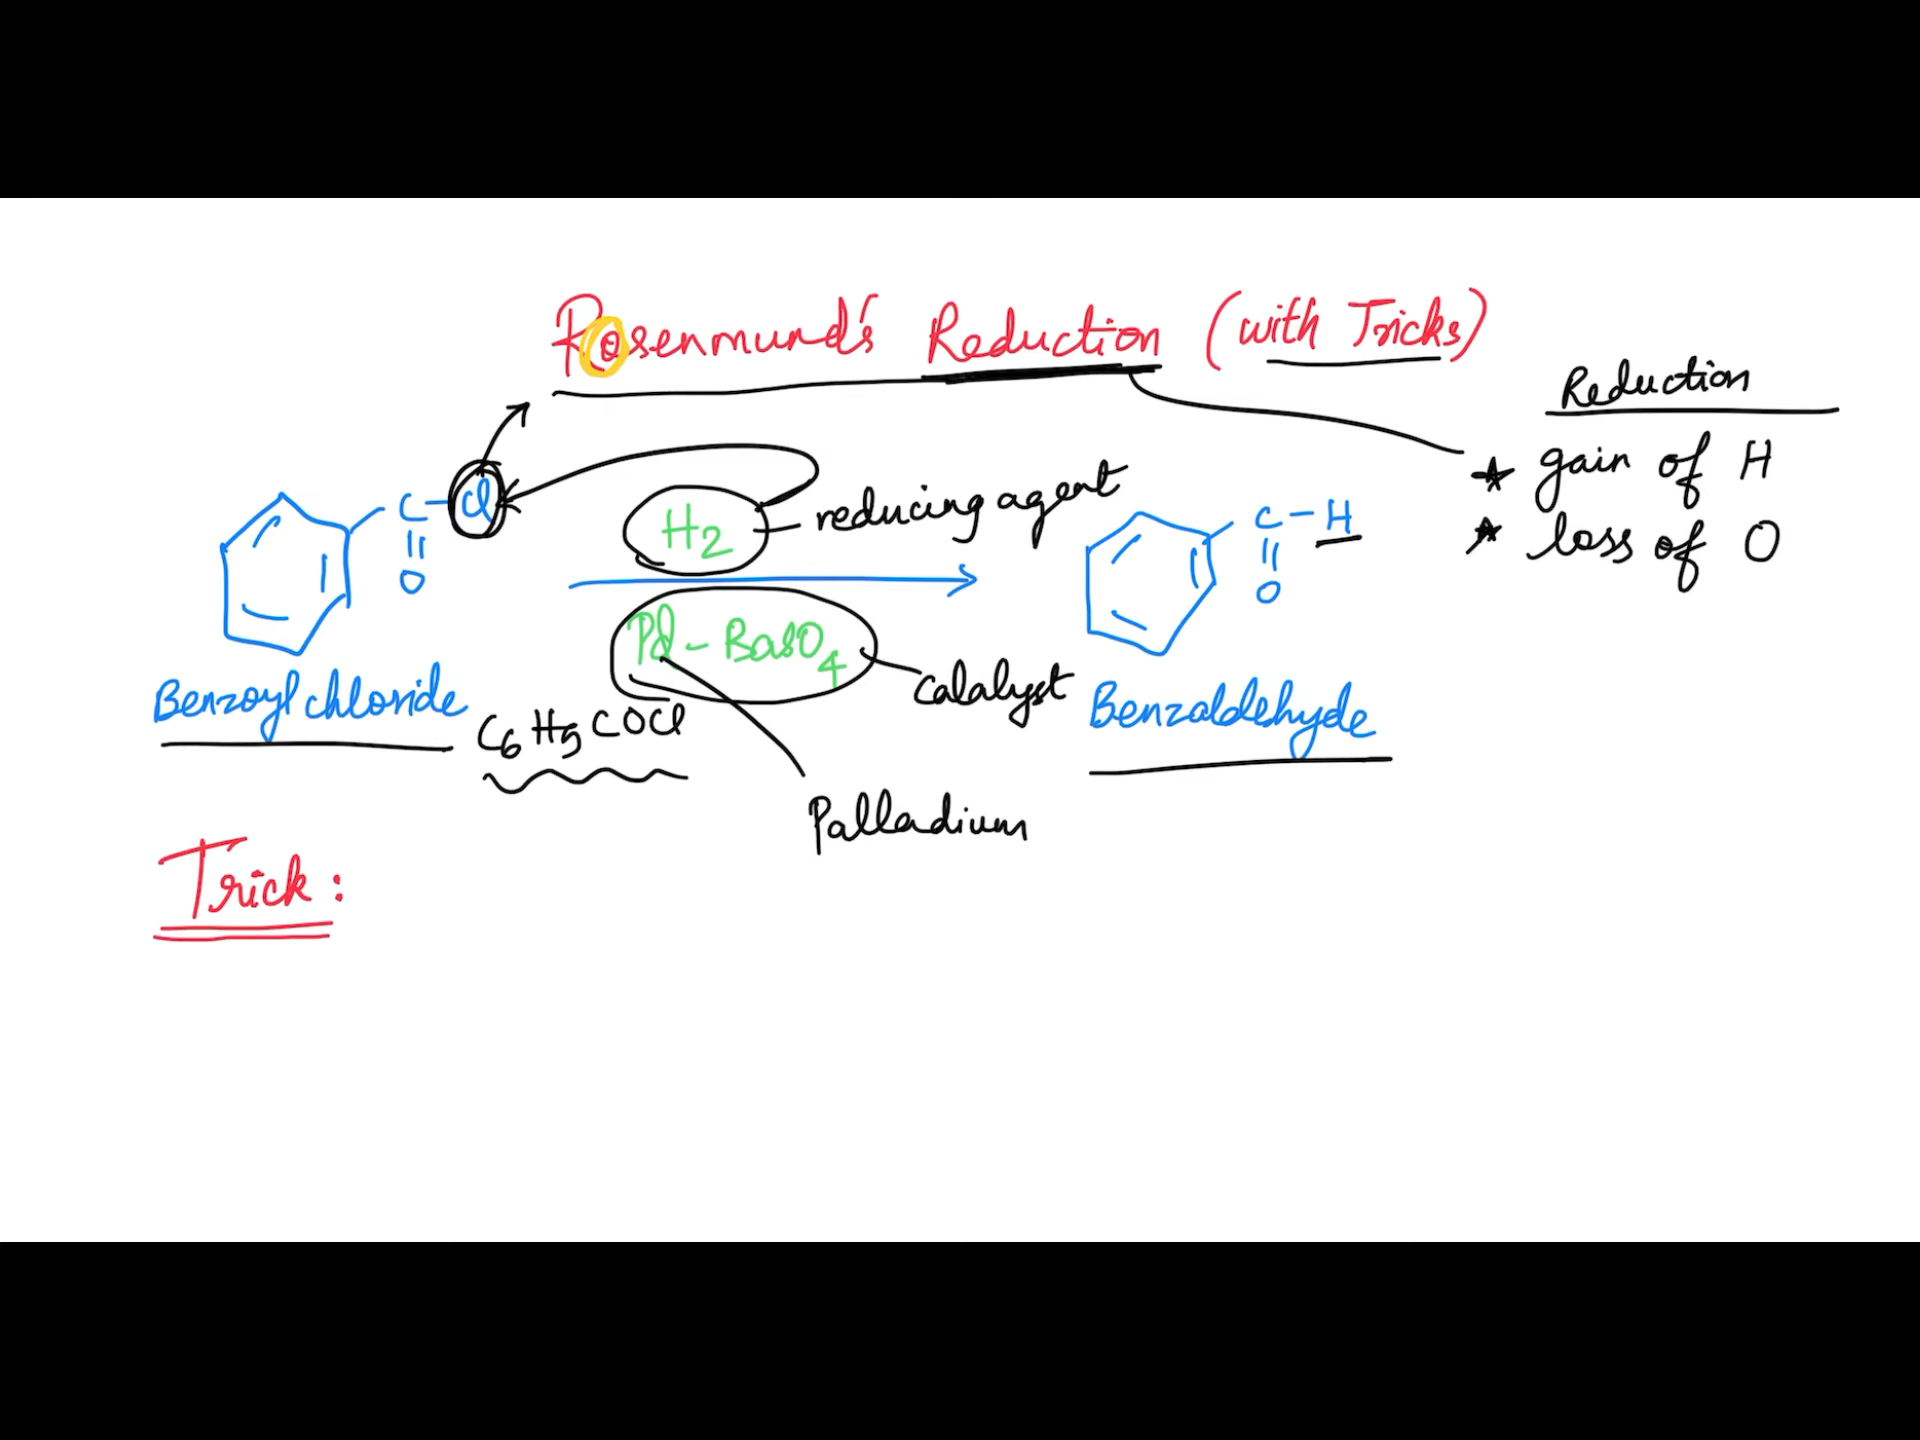 Rosenmund's Reduction (with Tricks)
Reduction
★ gain of H
★ loss of O
C - Cl
O
H2 - reducing agent
C - H
O
Pd - BaSO4
Catalyst
Benzoyl chloride
C6H5COCl
Benzaldehyde
Palladium
Trick :